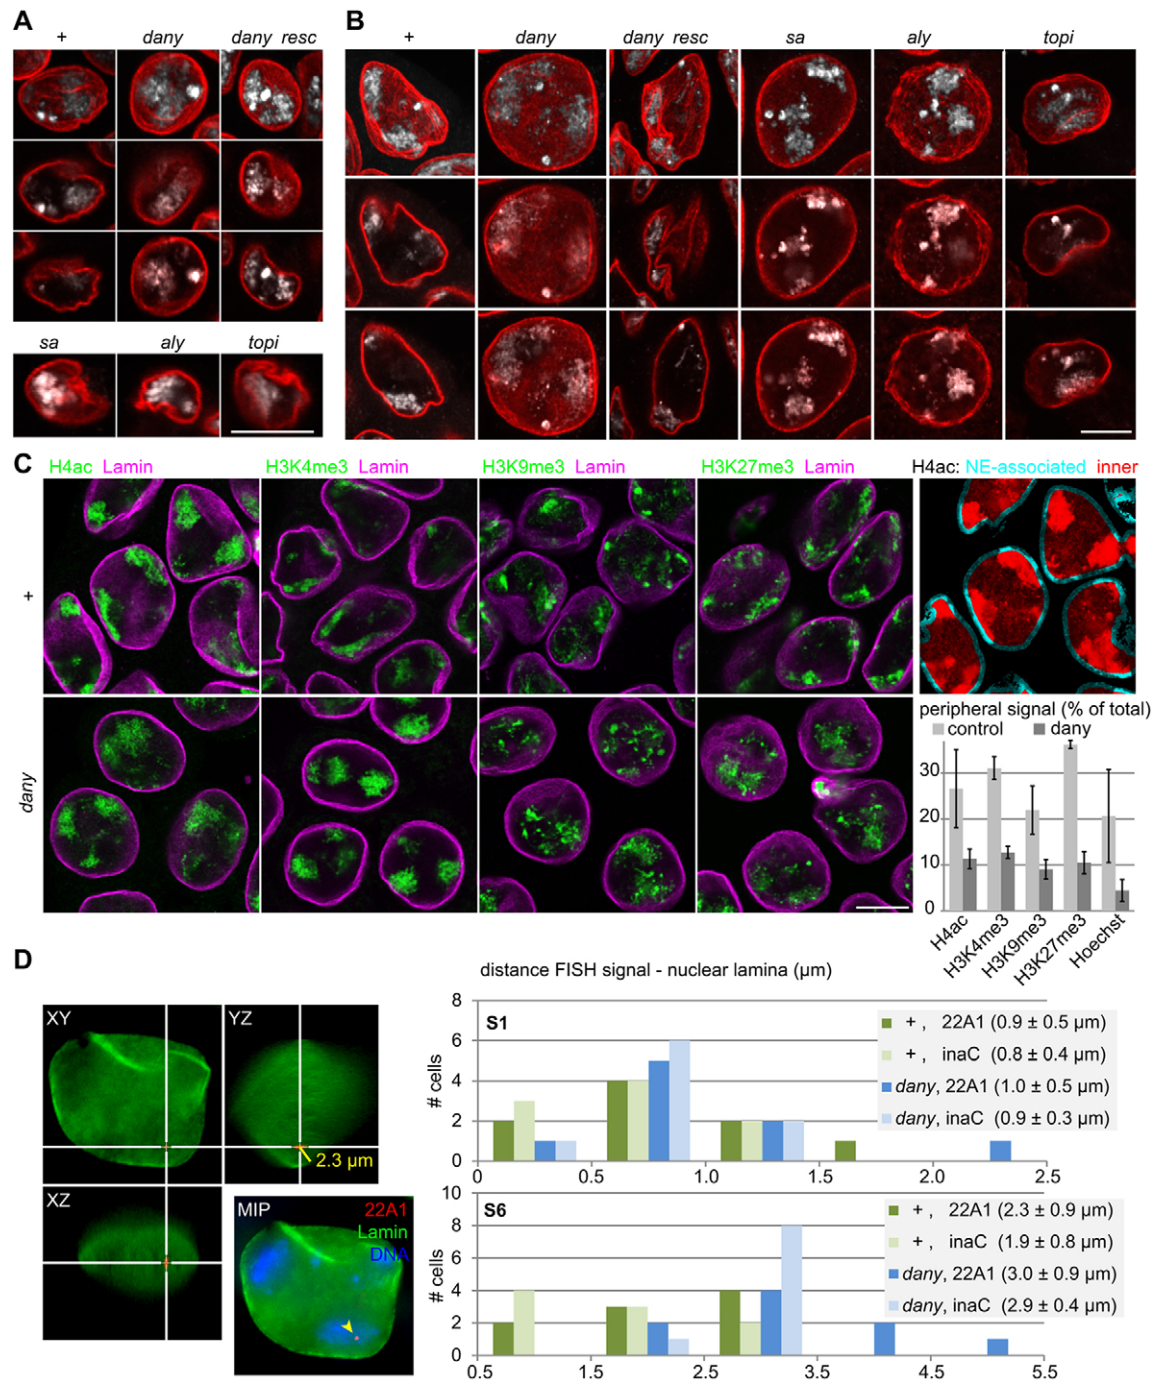 A
+ dany dany resc
sa aly topi
B
+ dany dany resc sa aly topi
C
H4ac Lamin H3K4me3 Lamin H3K9me3 Lamin H3K27me3 Lamin H4ac: NE-associated inner
+
dany
peripheral signal (% of total)
control dany
30
20
10
0
H4ac H3K4me3 H3K9me3 H3K27me3 Hoechst
D
XY
YZ
2.3 µm
XZ
MIP 22A1
Lamin
DNA
distance FISH signal - nuclear lamina (µm)
S1
# cells
8
6
4
2
0
0 0.5 1.0 1.5 2.0 2.5
+ , 22A1 (0.9 ± 0.5 µm)
+ , inaC (0.8 ± 0.4 µm)
dany, 22A1 (1.0 ± 0.5 µm)
dany, inaC (0.9 ± 0.3 µm)
S6
# cells
10
8
6
4
2
0
0.5 1.5 2.5 3.5 4.5 5.5
+ , 22A1 (2.3 ± 0.9 µm)
+ , inaC (1.9 ± 0.8 µm)
dany, 22A1 (3.0 ± 0.9 µm)
dany, inaC (2.9 ± 0.4 µm)